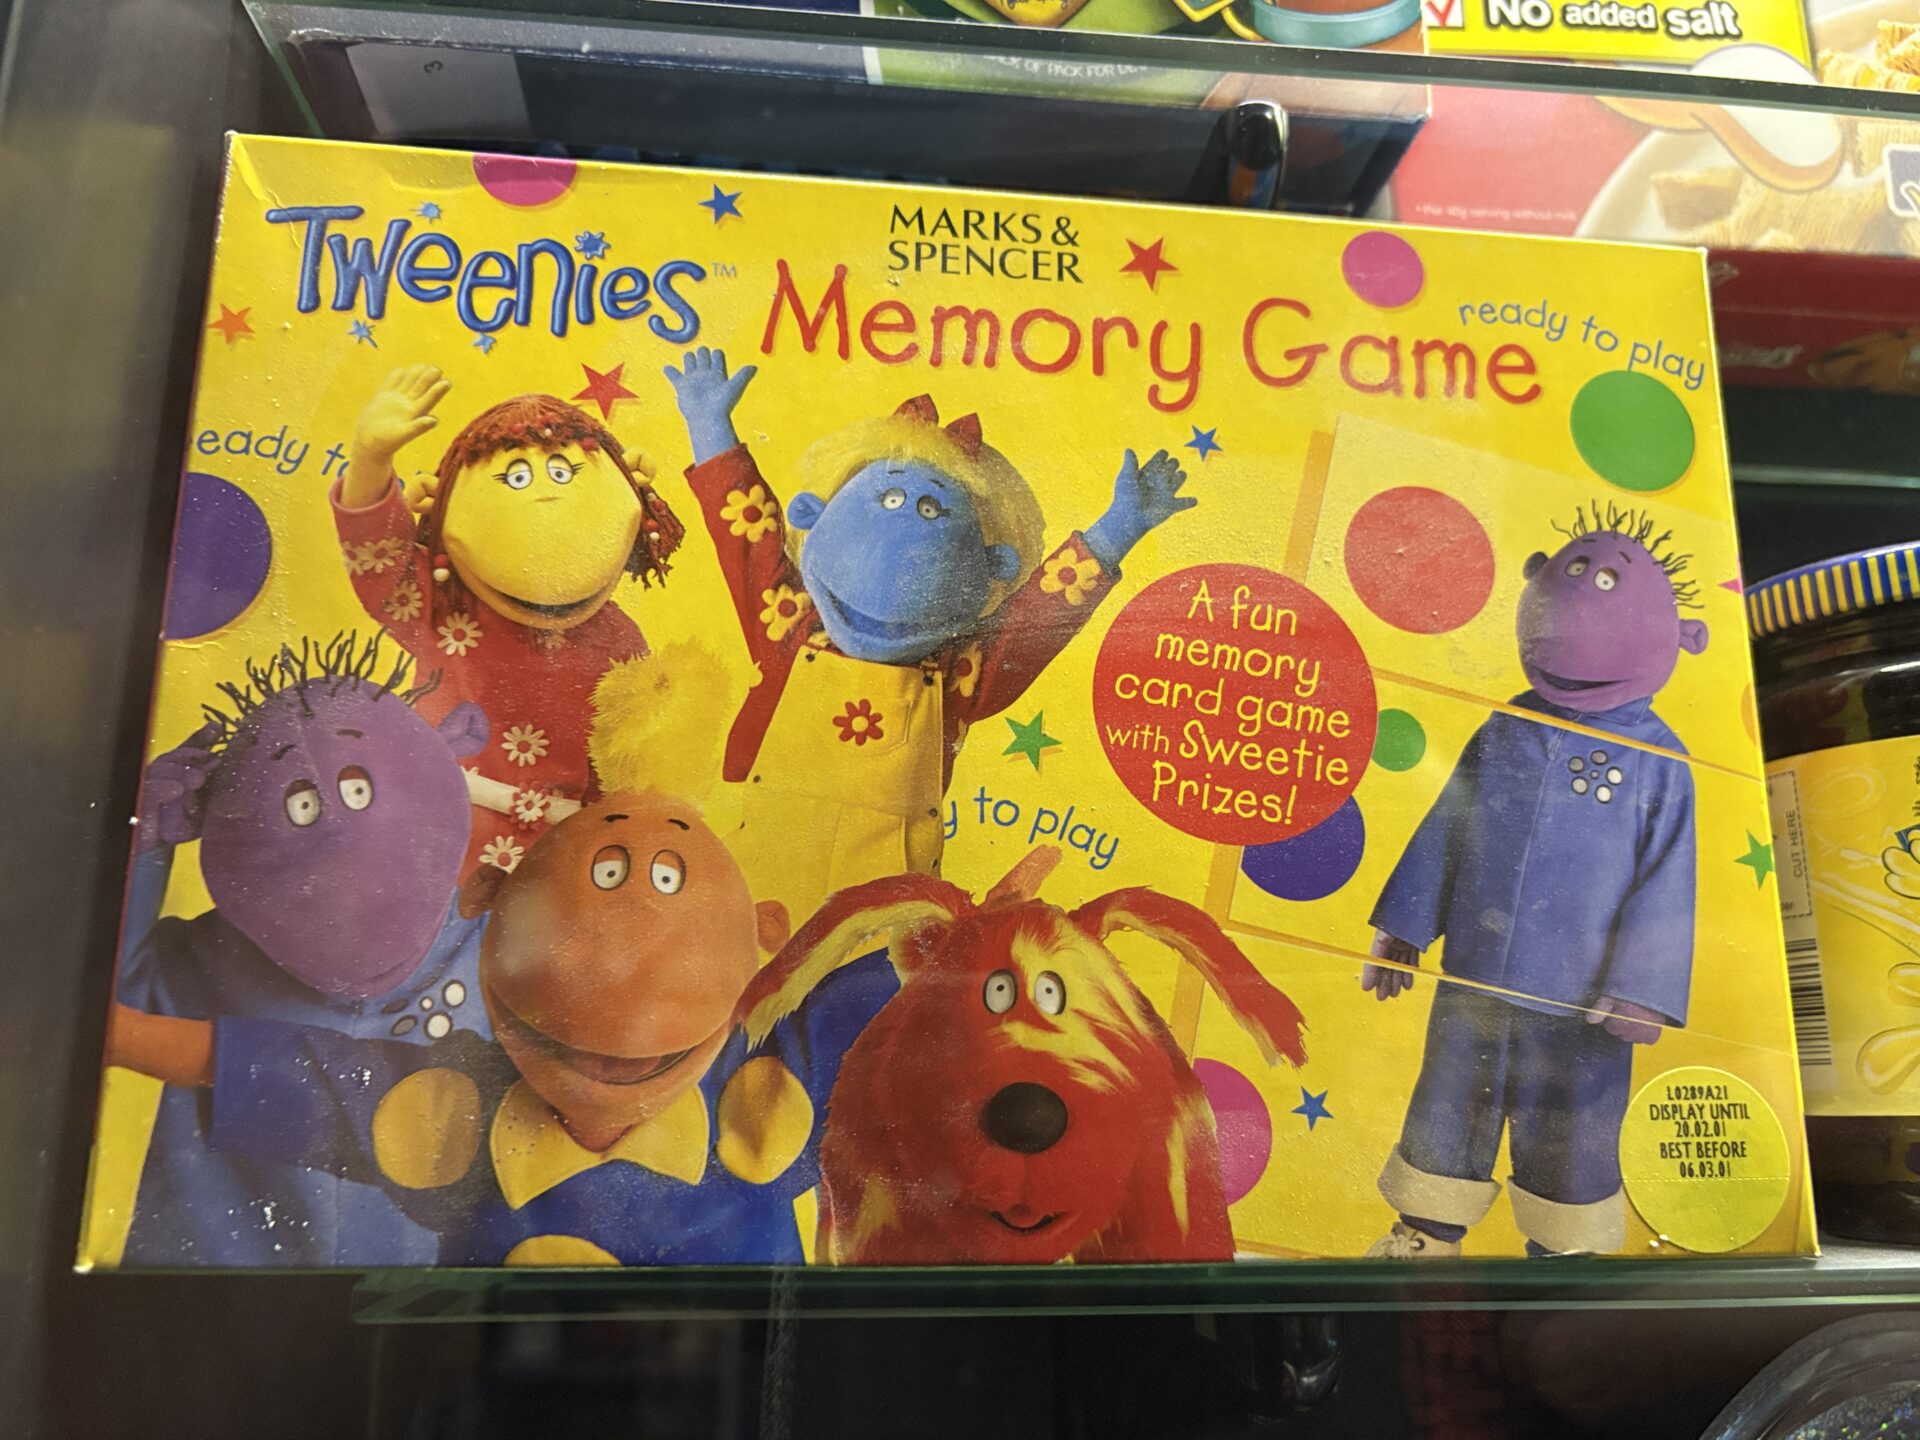 NO added salt
3
Tweenies™
MARKS &
SPENCER
Memory Game
ready to play
eady to
A fun
memory
card game
with Sweetie
Prizes!
y to play
CUT HERE
L0289A21
DISPLAY UNTIL
20.02.01
BEST BEFORE
06.03.01